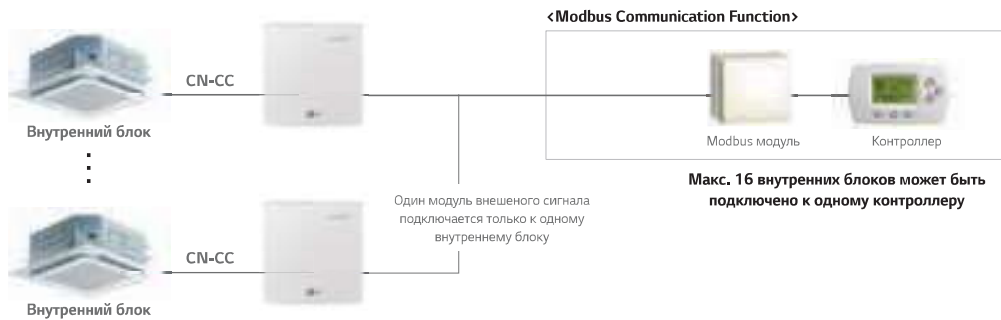 <Modbus Communication Function>
CN-CC
Внутренний блок
Modbus модуль
Контроллер
Макс. 16 внутренних блоков может быть
подключено к одному контроллеру
Один модуль внешеного сигнала
подключается только к одному
внутреннему блоку
CN-CC
Внутренний блок